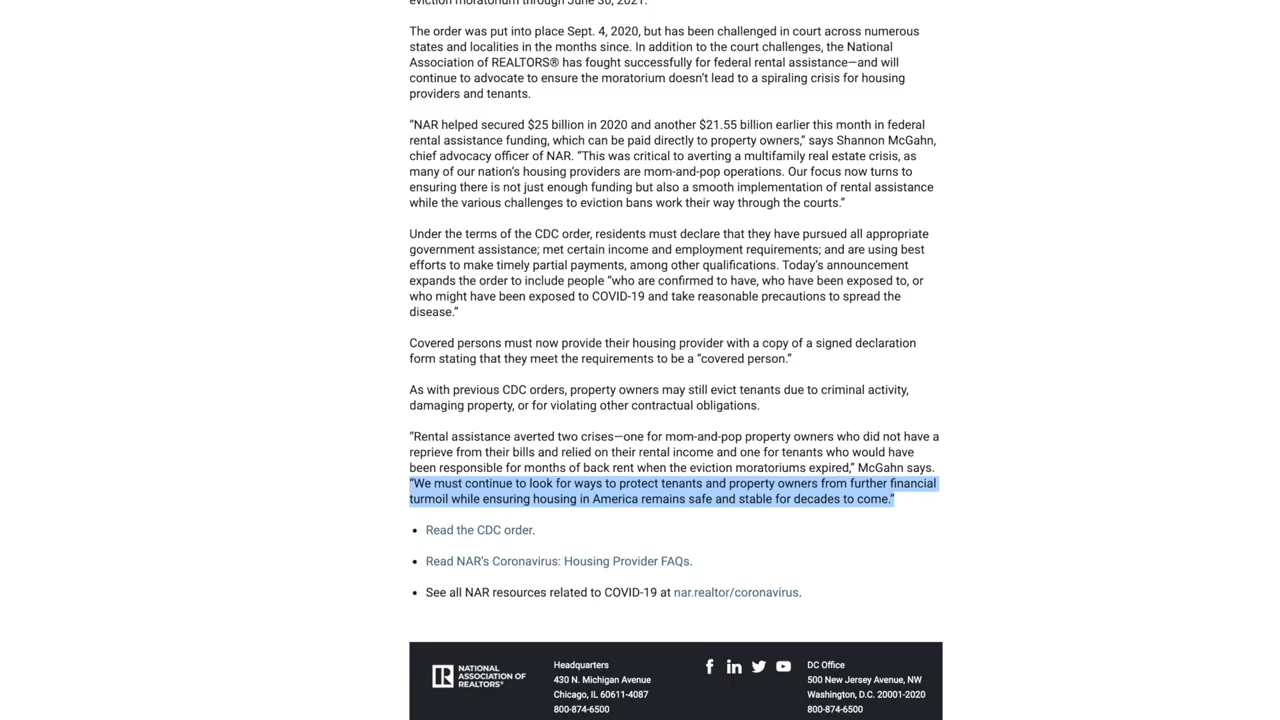 eviction moratorium through June 30, 2021.
The order was put into place Sept. 4, 2020, but has been challenged in court across numerous
states and localities in the months since. In addition to the court challenges, the National
Association of REALTORS® has fought successfully for federal rental assistance—and will
continue to advocate to ensure the moratorium doesn’t lead to a spiraling crisis for housing
providers and tenants.
“NAR helped secured $25 billion in 2020 and another $21.55 billion earlier this month in federal
rental assistance funding, which can be paid directly to property owners,” says Shannon McGahn,
chief advocacy officer of NAR. “This was critical to averting a multifamily real estate crisis, as
many of our nation’s housing providers are mom-and-pop operations. Our focus now turns to
ensuring there is not just enough funding but also a smooth implementation of rental assistance
while the various challenges to eviction bans work their way through the courts.”
Under the terms of the CDC order, residents must declare that they have pursued all appropriate
government assistance; met certain income and employment requirements; and are using best
efforts to make timely partial payments, among other qualifications. Today’s announcement
expands the order to include people “who are confirmed to have, who have been exposed to, or
who might have been exposed to COVID-19 and take reasonable precautions to spread the
disease.”
Covered persons must now provide their housing provider with a copy of a signed declaration
form stating that they meet the requirements to be a “covered person.”
As with previous CDC orders, property owners may still evict tenants due to criminal activity,
damaging property, or for violating other contractual obligations.
“Rental assistance averted two crises—one for mom-and-pop property owners who did not have a
reprieve from their bills and relied on their rental income and one for tenants who would have
been responsible for months of back rent when the eviction moratoriums expired,” McGahn says.
“We must continue to look for ways to protect tenants and property owners from further financial
turmoil while ensuring housing in America remains safe and stable for decades to come.”
• Read the CDC order.
• Read NAR’s Coronavirus: Housing Provider FAQs.
• See all NAR resources related to COVID-19 at nar.realtor/coronavirus.
NATIONAL
ASSOCIATION OF
REALTORS®
Headquarters
430 N. Michigan Avenue
Chicago, IL 60611-4087
800-874-6500
DC Office
500 New Jersey Avenue, NW
Washington, D.C. 20001-2020
800-874-6500